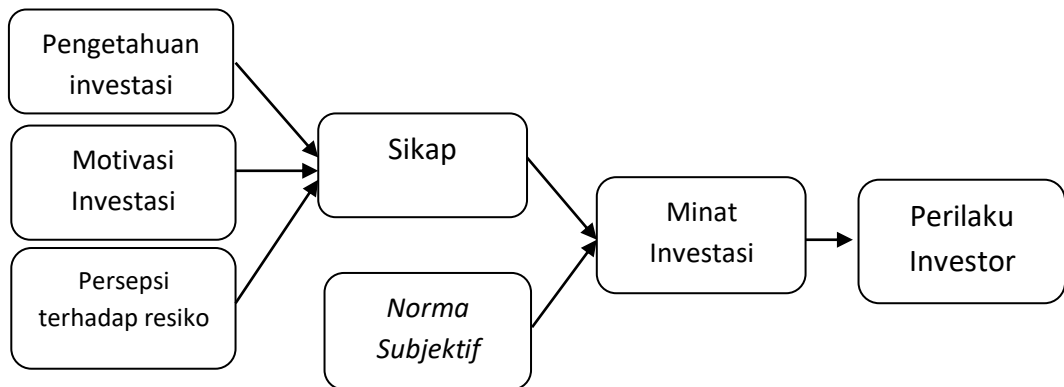 Pengetahuan
investasi
Motivasi
Investasi
Persepsi
terhadap resiko
Sikap
Norma
Subjektif
Minat
Investasi
Perilaku
Investor